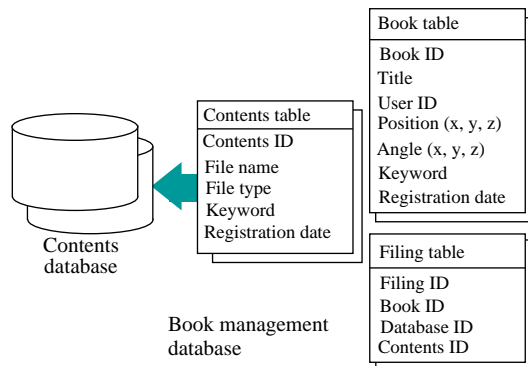 Book table
Book ID
Title
User ID
Position (x, y, z)
Angle (x, y, z)
Keyword
Registration date
Contents table
Contents ID
File name
File type
Keyword
Registration date
Contents
database
Filing table
Filing ID
Book ID
Database ID
Contents ID
Book management
database